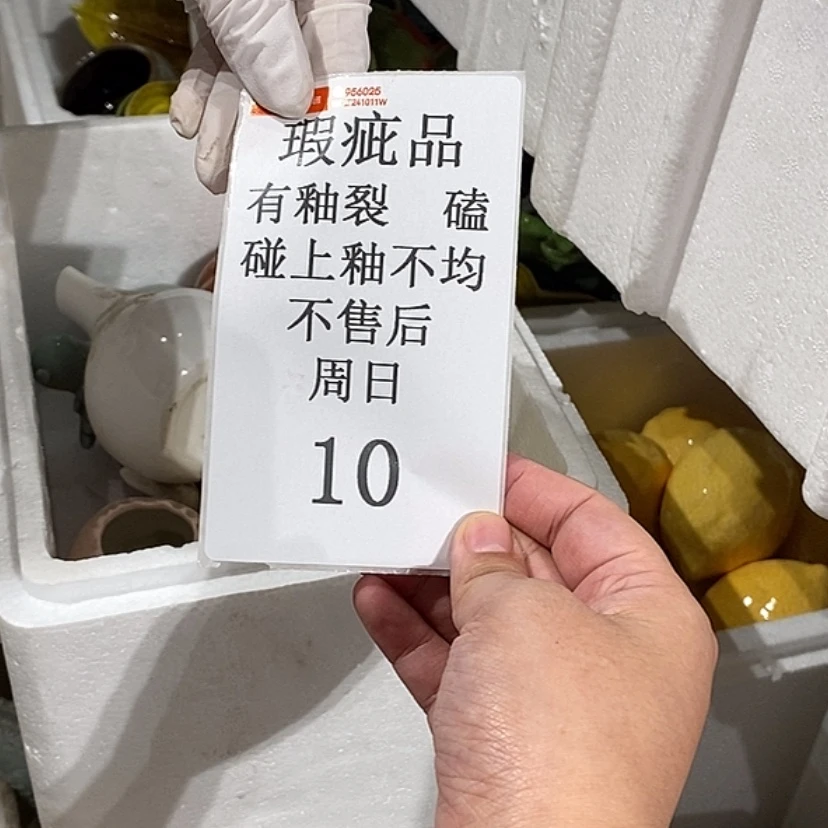 956025
241011W
瑕疵品
有釉裂 磕
碰上釉不均
不售后
周日
10